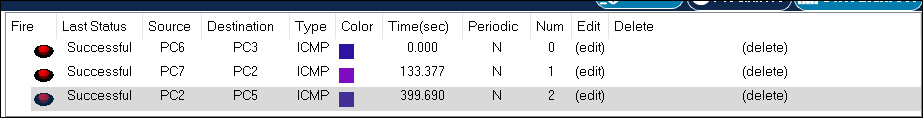 Fire Last Status Source Destination Type Color Time(sec) Periodic Num Edit Delete
Successful PC6 PC3 ICMP 0.000 N 0 (edit) (delete)
Successful PC7 PC2 ICMP 133.377 N 1 (edit) (delete)
Successful PC2 PC5 ICMP 399.690 N 2 (edit) (delete)